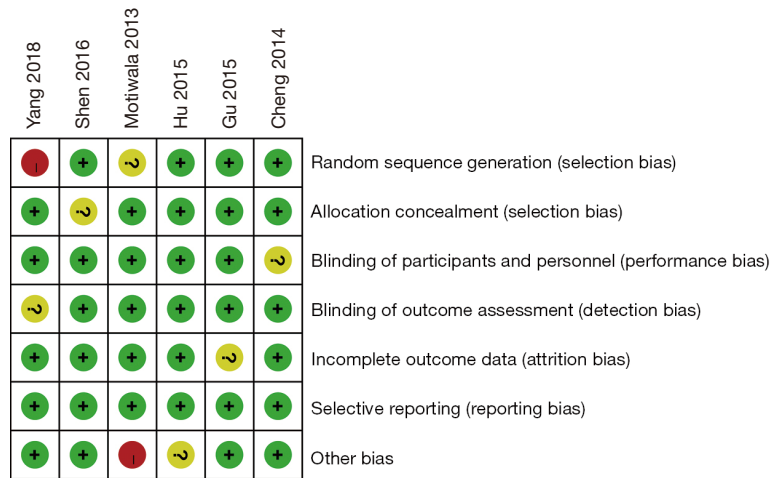 Yang 2018
Shen 2016
Motiwala 2013
Hu 2015
Gu 2015
Cheng 2014
– + ? + + + Random sequence generation (selection bias)
+ ? + + + + Allocation concealment (selection bias)
+ + + + + ? Blinding of participants and personnel (performance bias)
? + + + + + Blinding of outcome assessment (detection bias)
+ + + + ? + Incomplete outcome data (attrition bias)
+ + + + + + Selective reporting (reporting bias)
+ + – ? + + Other bias